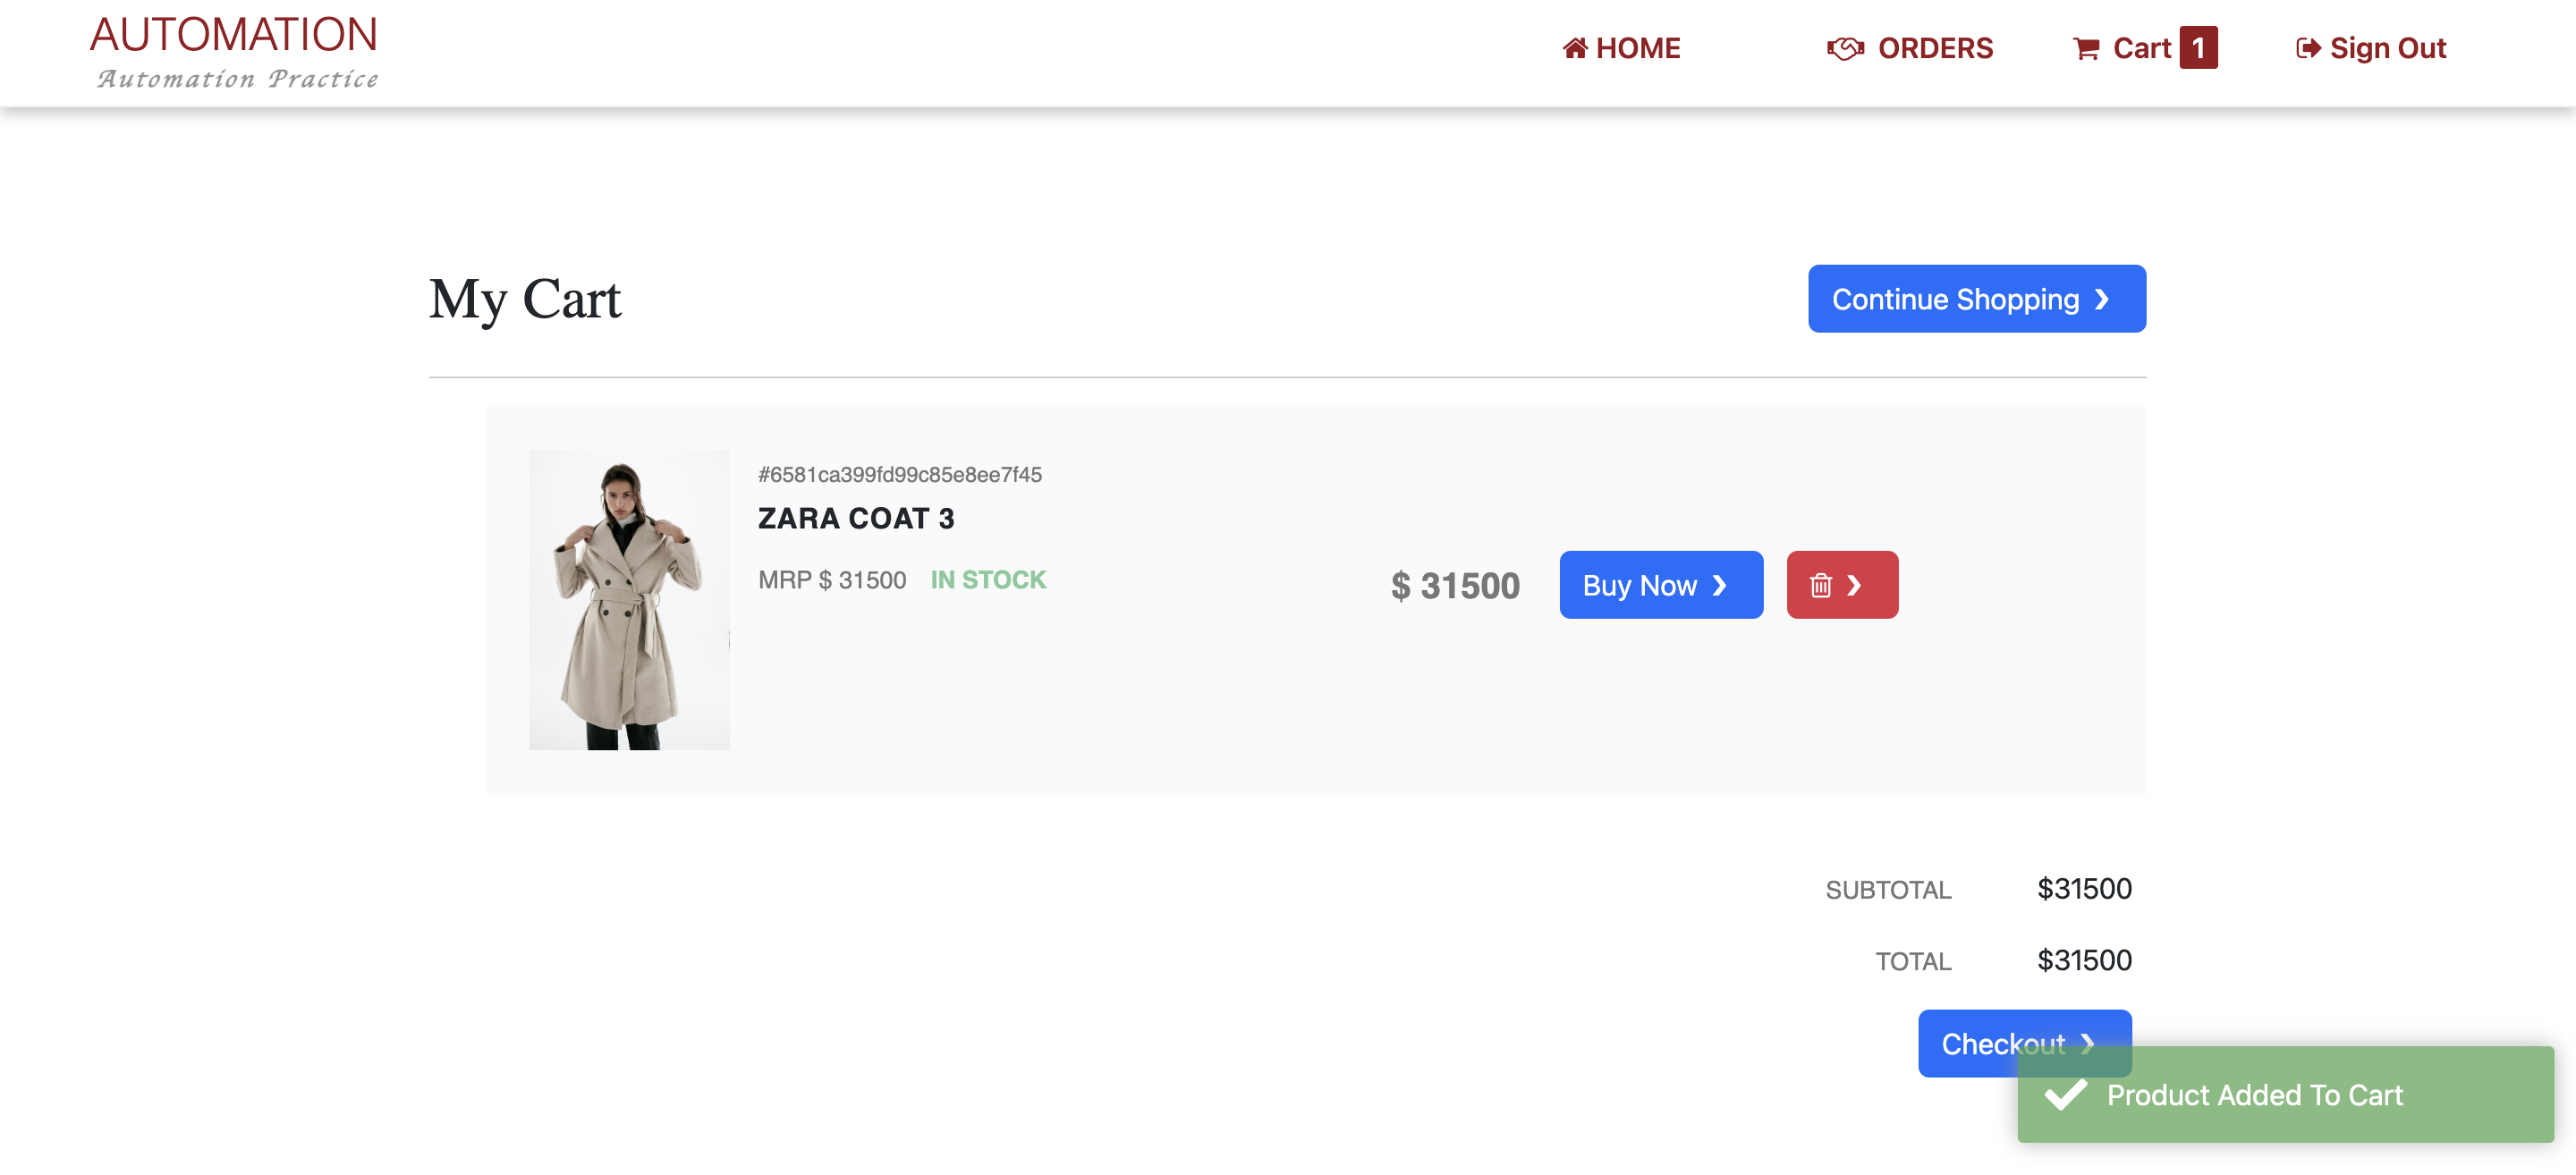 AUTOMATION
Automation Practice
HOME
ORDERS
Cart 1
Sign Out
My Cart
Continue Shopping ❯
#6581ca399fd99c85e8ee7f45
ZARA COAT 3
MRP $ 31500 IN STOCK
$ 31500
Buy Now ❯
❯
SUBTOTAL $31500
TOTAL $31500
Checkout ❯
Product Added To Cart